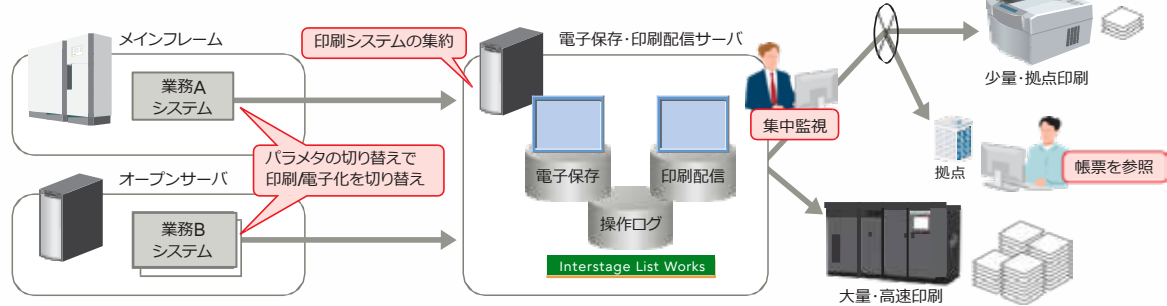 メインフレーム
業務A
システム
印刷システムの集約
電子保存・印刷配信サーバ
パラメタの切り替えで
印刷/電子化を切り替え
オープンサーバ
業務B
システム
電子保存
印刷配信
操作ログ
Interstage List Works
集中監視
少量・拠点印刷
拠点
帳票を参照
大量・高速印刷